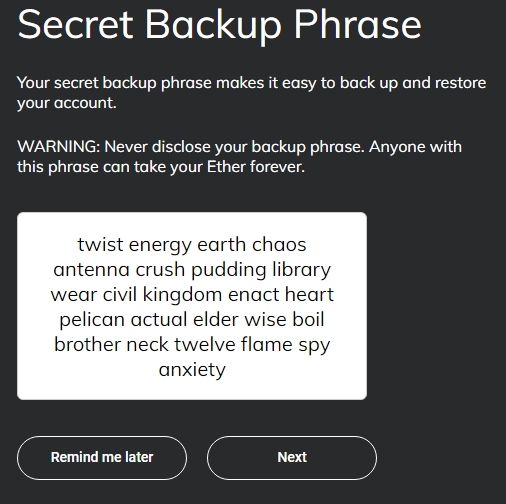 Secret Backup Phrase
Your secret backup phrase makes it easy to back up and restore
your account.
WARNING: Never disclose your backup phrase. Anyone with
this phrase can take your Ether forever.
twist energy earth chaos
antenna crush pudding library
wear civil kingdom enact heart
pelican actual elder wise boil
brother neck twelve flame spy
anxiety
Remind me later
Next